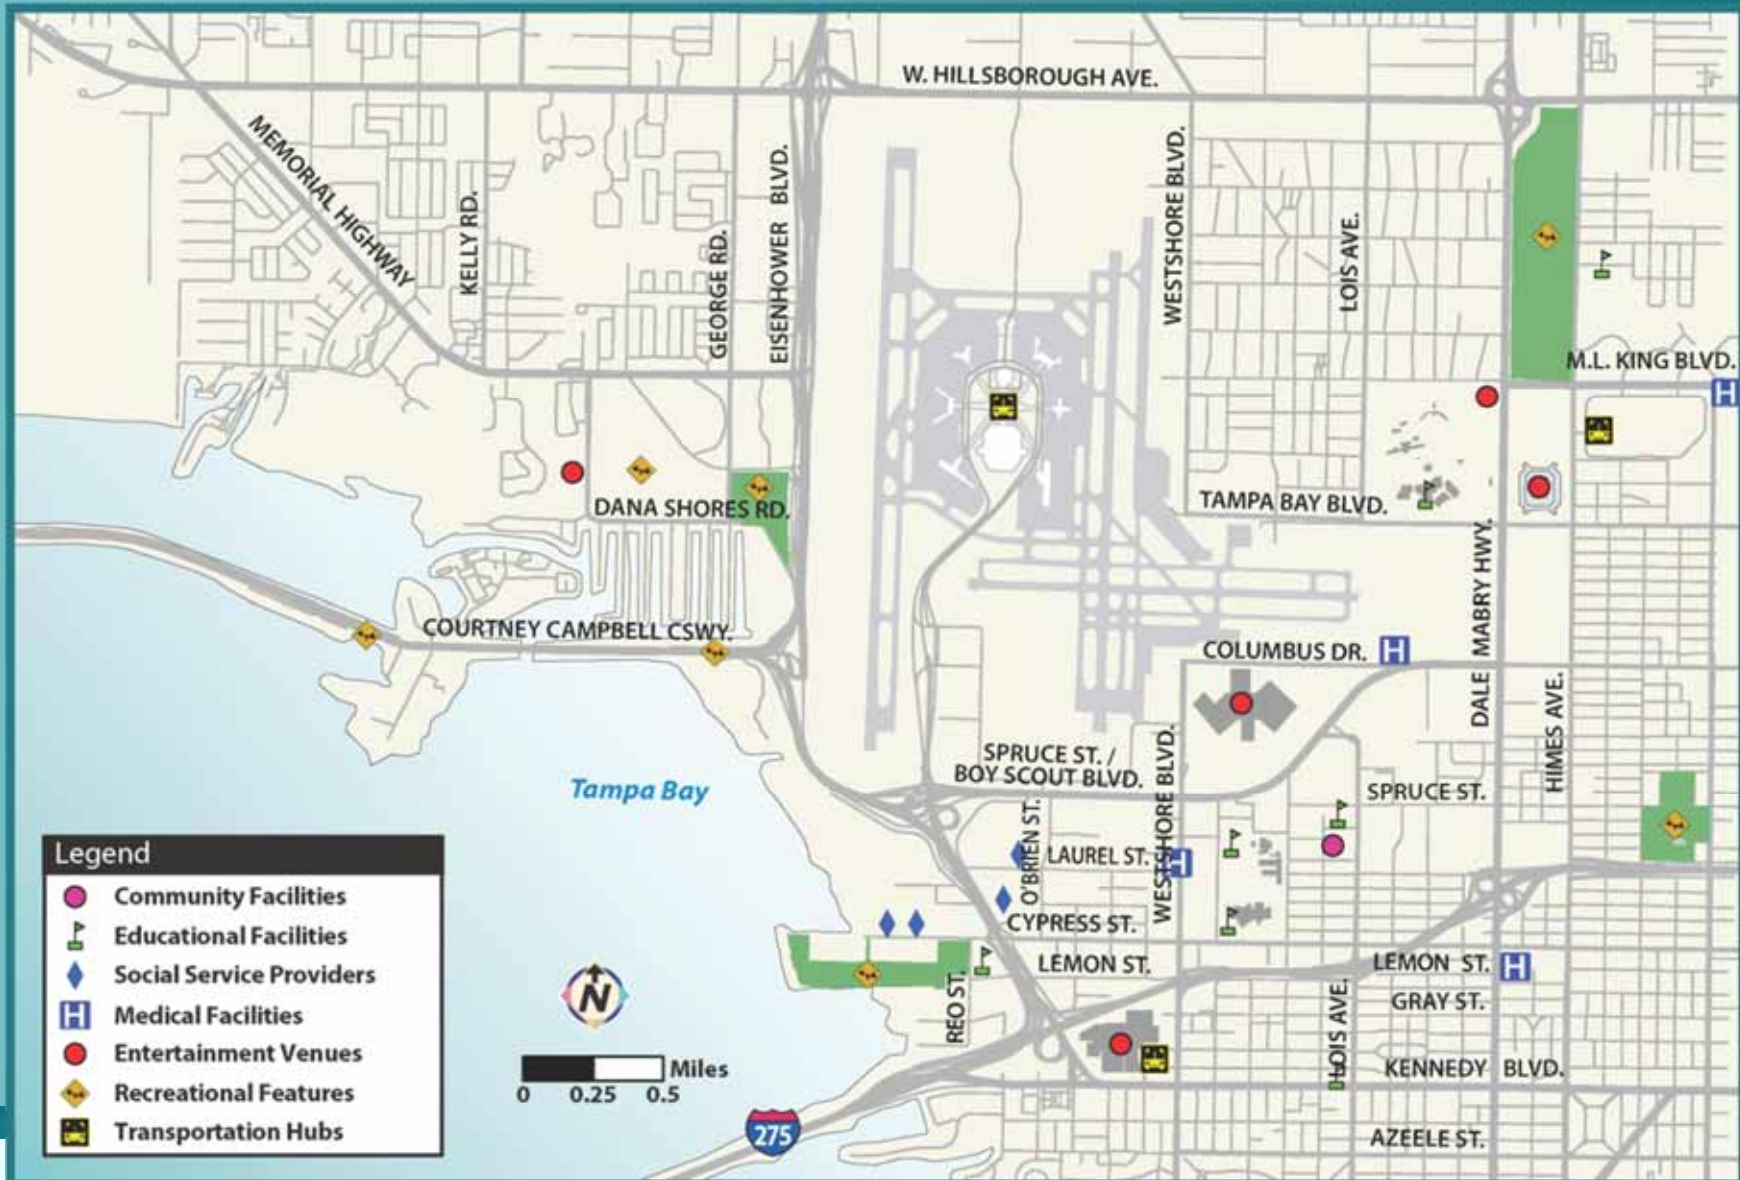 W. HILLSBOROUGH AVE.
MEMORIAL HIGHWAY
KELLY RD.
GEORGE RD.
EISENHOWER BLVD.
WESTSHORE BLVD.
LOIS AVE.
M.L. KING BLVD.
H
DANA SHORES RD.
TAMPA BAY BLVD.
DALE MABRY HWY.
COURTNEY CAMPBELL CSWY.
COLUMBUS DR.
H
HIMES AVE.
SPRUCE ST. /
BOY SCOUT BLVD.
WESTSHORE BLVD.
SPRUCE ST.
Tampa Bay
O'BRIEN ST.
LAUREL ST.
H
CYPRESS ST.
LEMON ST.
LEMON ST.
H
REO ST.
LOIS AVE.
GRAY ST.
KENNEDY BLVD.
AZEELE ST.
N
Miles
0 0.25 0.5
275
Legend
Community Facilities
Educational Facilities
Social Service Providers
H Medical Facilities
Entertainment Venues
Recreational Features
Transportation Hubs